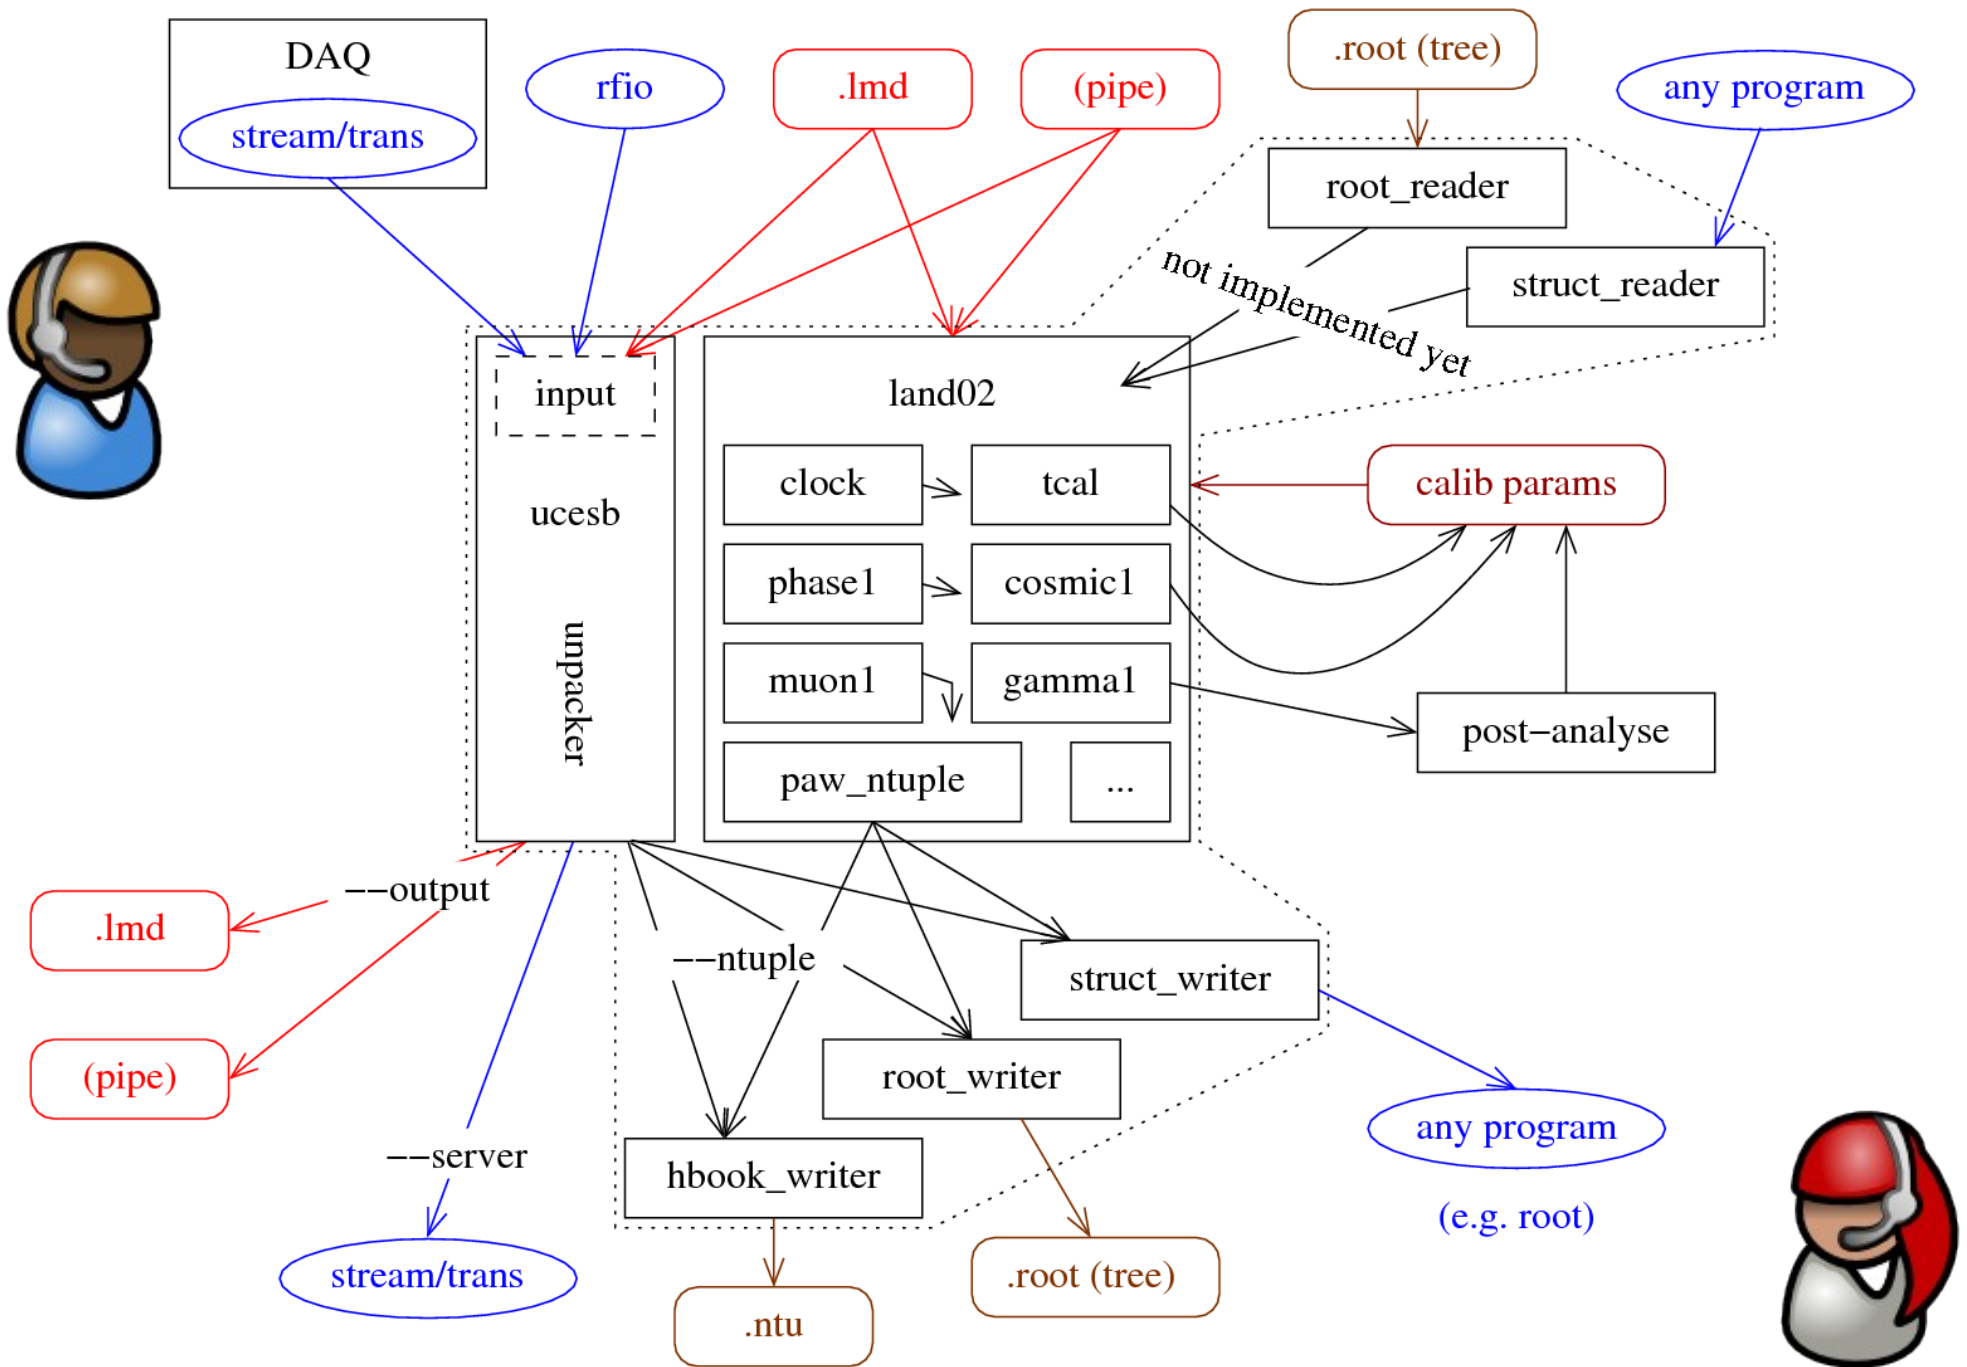 DAQ
stream/trans
rfio
.lmd
(pipe)
.root (tree)
any program
root_reader
struct_reader
not implemented yet
input
ucesb
unpacker
land02
clock
tcal
phase1
cosmic1
muon1
gamma1
paw_ntuple
...
calib params
post−analyse
−−output
.lmd
(pipe)
−−server
stream/trans
−−ntuple
struct_writer
root_writer
hbook_writer
any program
(e.g. root)
.root (tree)
.ntu